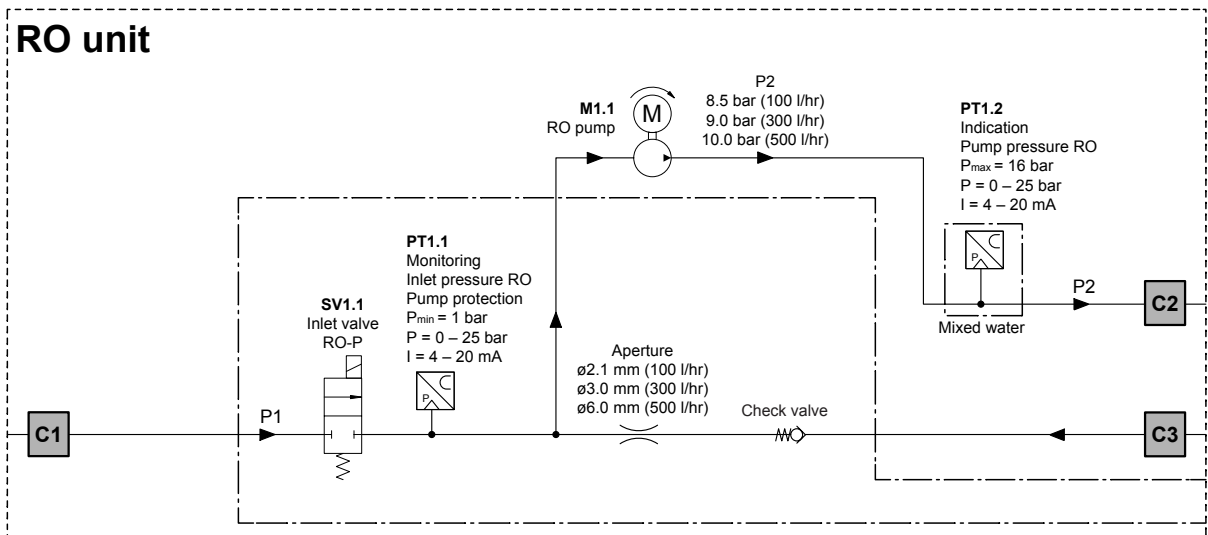 RO unit
M1.1
RO pump
M
P2
8.5 bar (100 l/hr)
9.0 bar (300 l/hr)
10.0 bar (500 l/hr)
PT1.2
Indication
Pump pressure RO
Pmax = 16 bar
P = 0 – 25 bar
I = 4 – 20 mA
P
Mixed water
P2
C2
PT1.1
Monitoring
Inlet pressure RO
Pump protection
Pmin = 1 bar
P = 0 – 25 bar
I = 4 – 20 mA
P
SV1.1
Inlet valve
RO-P
Aperture
ø2.1 mm (100 l/hr)
ø3.0 mm (300 l/hr)
ø6.0 mm (500 l/hr)
Check valve
C1
P1
C3